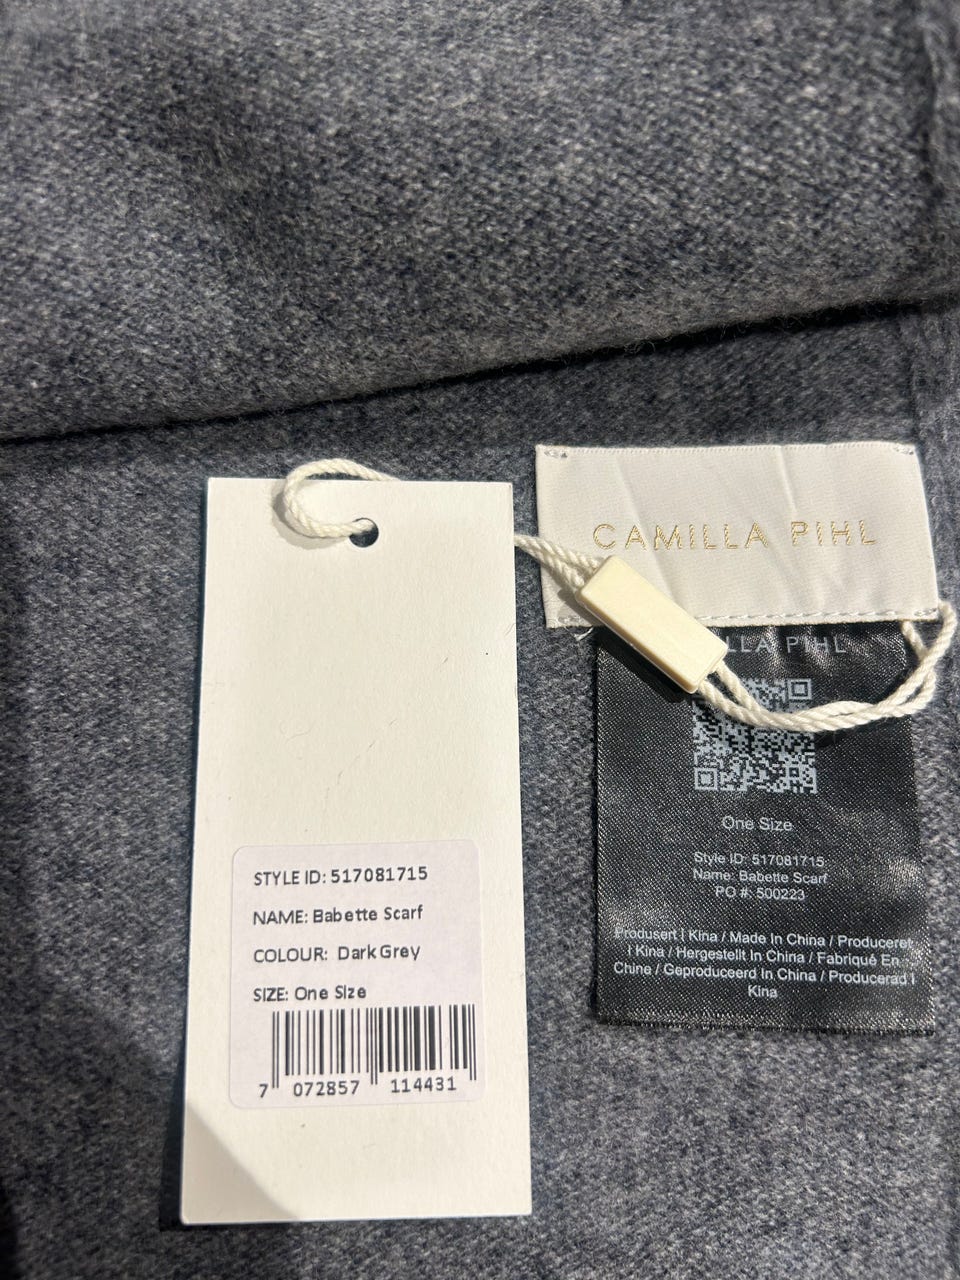 CAMILLA PIHL
LLA PIHL
One Size
Style ID: 517081715
Name: Babette Scarf
PO #: 500223
Produsert I Kina / Made In China / Produceret
I Kina / Hergestellt In China / Fabriqué En
Chine / Geproduceerd In China / Producerad I
Kina
STYLE ID: 517081715
NAME: Babette Scarf
COLOUR: Dark Grey
SIZE: One Size
7 072857 114431